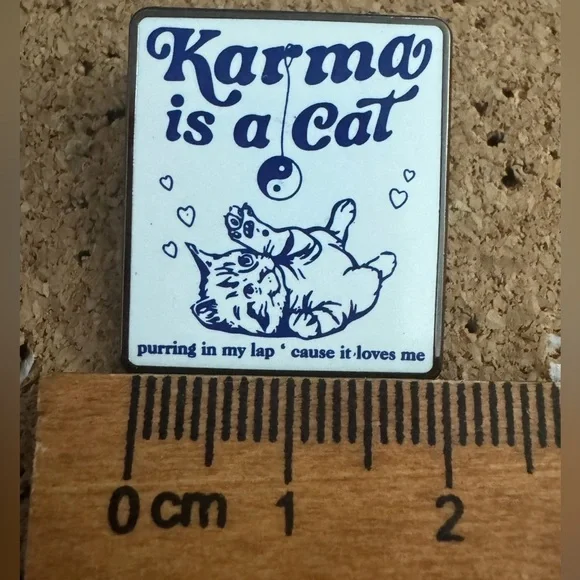 Karma
is a cat
purring in my lap ' cause it loves me
0 cm 1 2